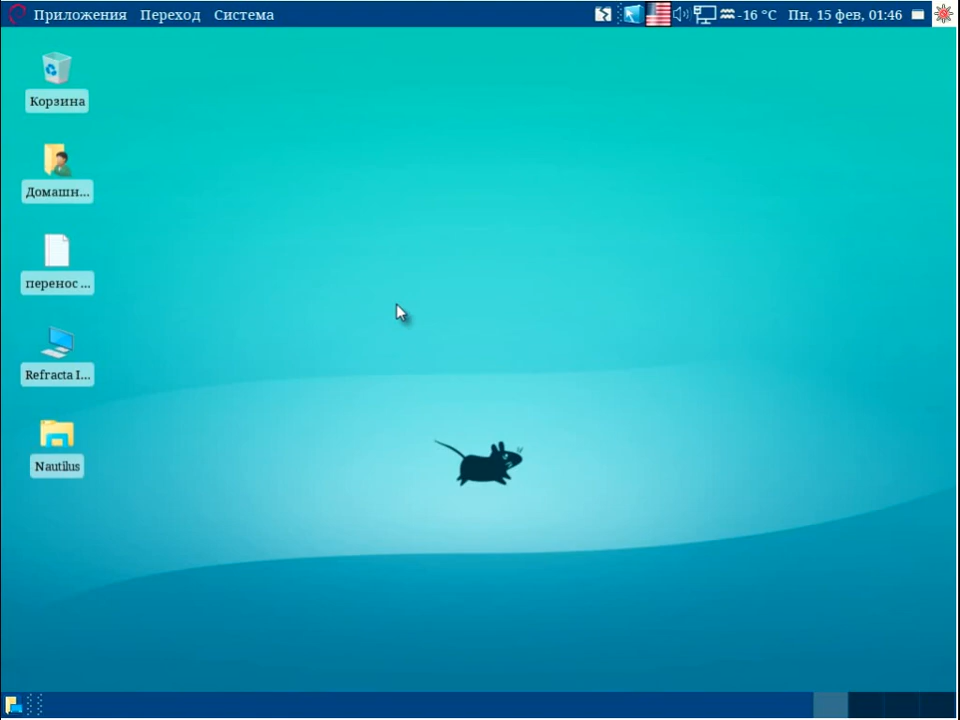 Приложения Переход Система -16 °C Пн, 15 фев, 01:46
Корзина
Домашн...
перенос ...
Refracta I...
Nautilus